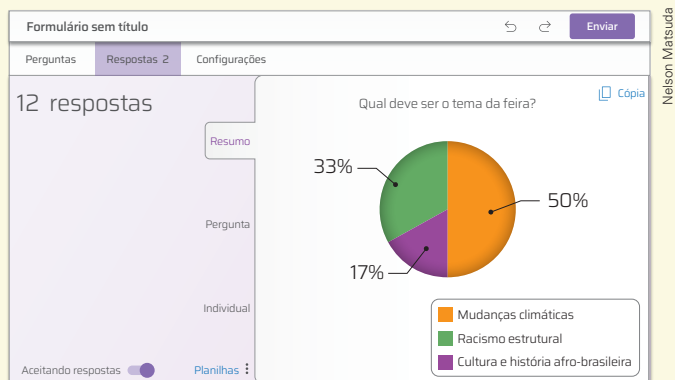 Formulário sem título
Enviar
Perguntas Respostas 2 Configurações
12 respostas
Cópia
Qual deve ser o tema da feira?
Resumo
33%
50%
Pergunta
17%
Individual
Mudanças climáticas
Racismo estrutural
Cultura e história afro-brasileira
Aceitando respostas Planilhas
Nelson Matsuda